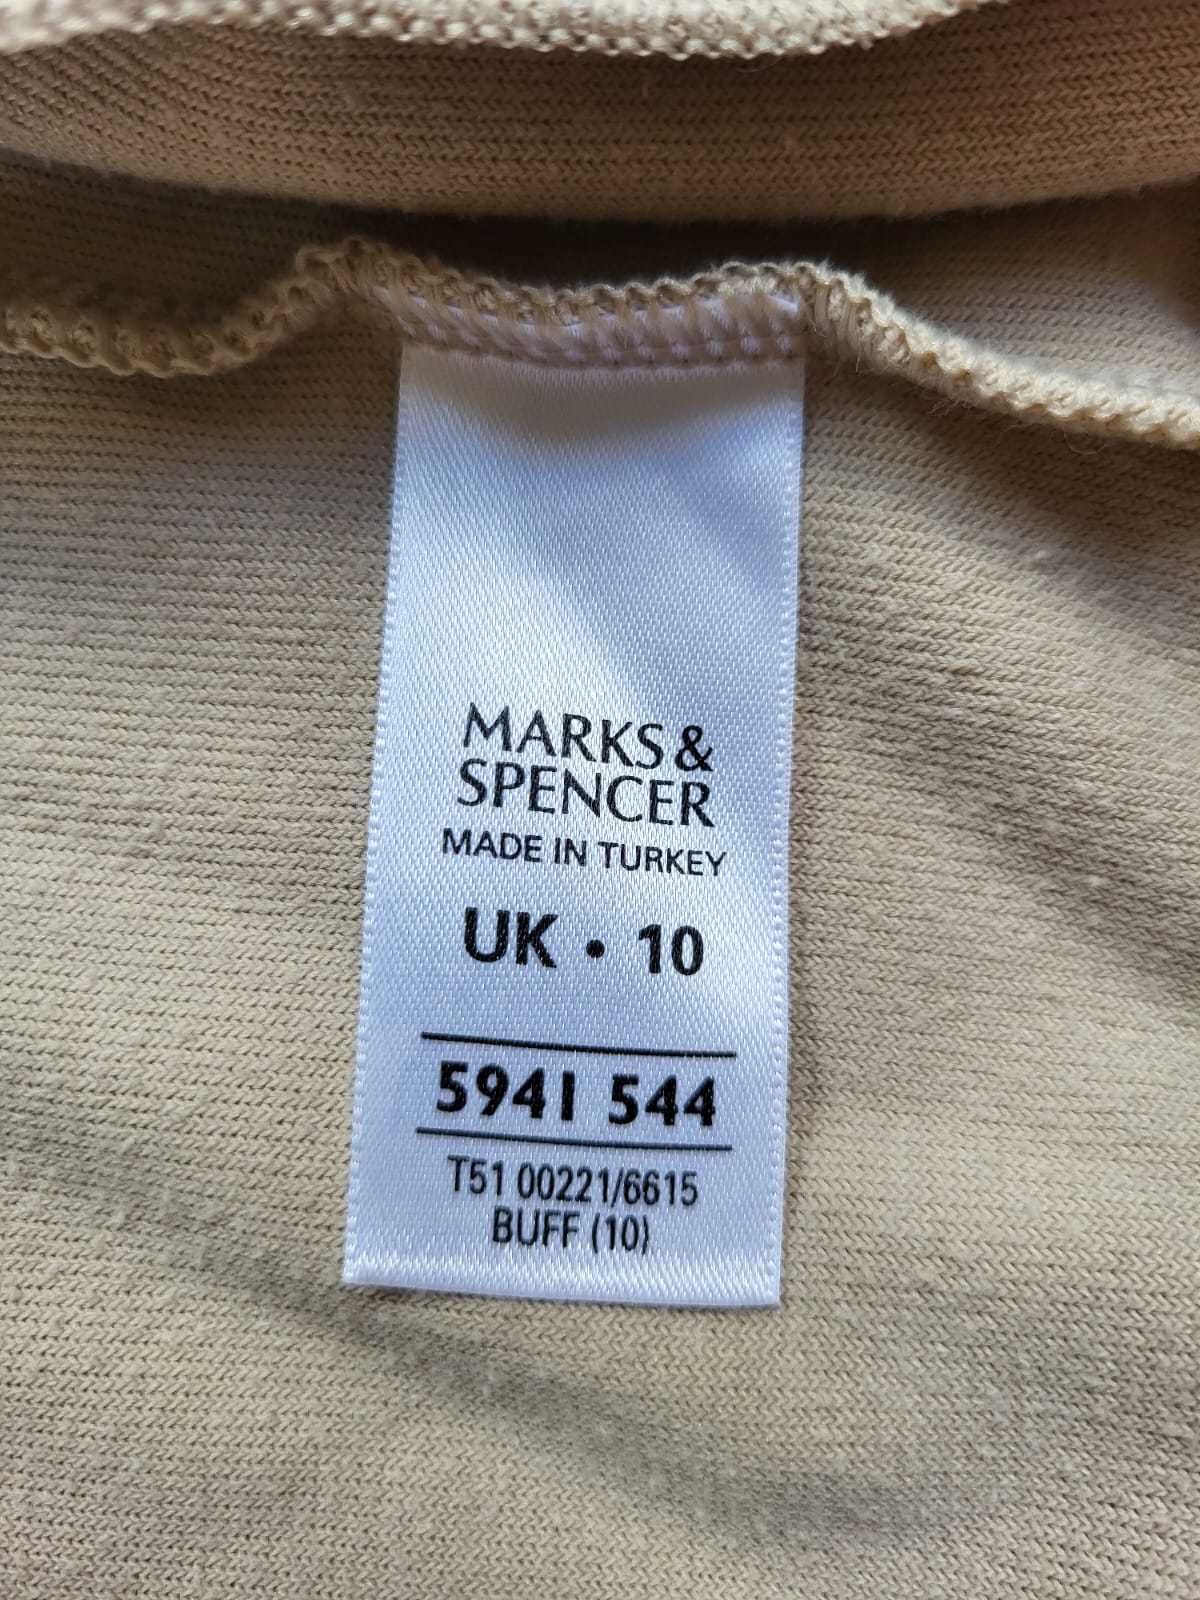 MARKS &
SPENCER
MADE IN TURKEY
UK • 10
5941 544
T51 00221/6615
BUFF (10)